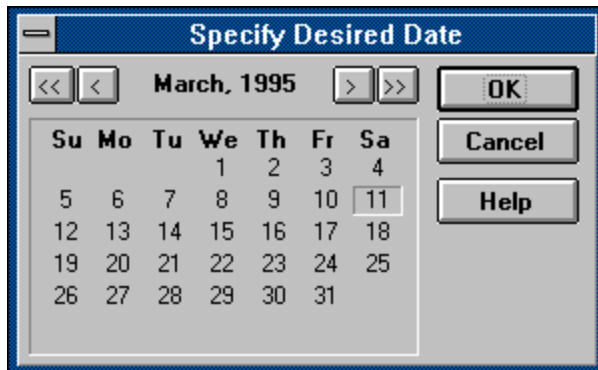 Specify Desired Date
<< < March, 1995 > >>
OK
Su Mo Tu We Th Fr Sa
1 2 3 4
5 6 7 8 9 10 11
12 13 14 15 16 17 18
19 20 21 22 23 24 25
26 27 28 29 30 31
Cancel
Help